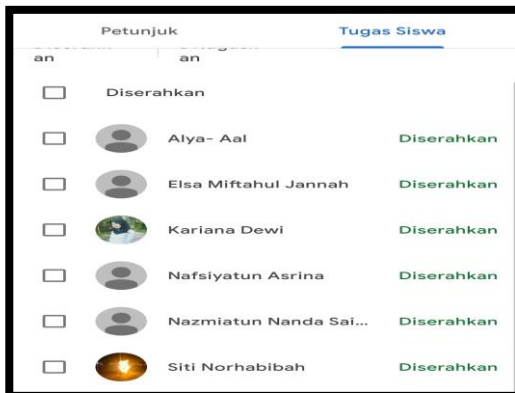 Petunjuk Tugas Siswa
an an
Diserahkan
Alya- Aal Diserahkan
Elsa Miftahul Jannah Diserahkan
Kariana Dewi Diserahkan
Nafsiyatun Asrina Diserahkan
Nazmiatun Nanda Sai... Diserahkan
Siti Norhabibah Diserahkan